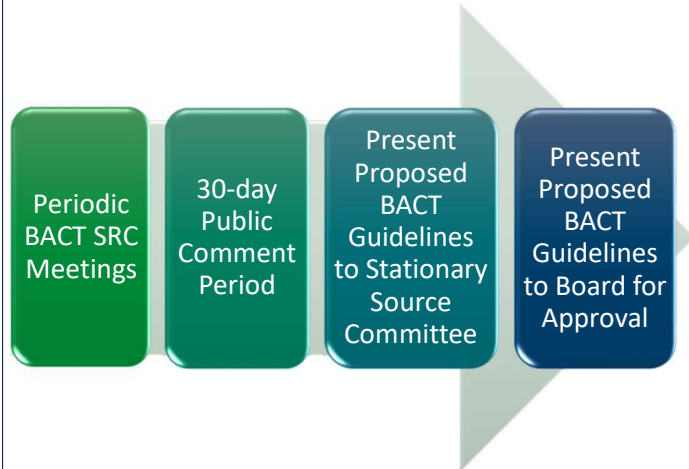 Periodic
BACT SRC
Meetings
30-day
Public
Comment
Period
Present
Proposed
BACT
Guidelines
to Stationary
Source
Committee
Present
Proposed
BACT
Guidelines
to Board for
Approval